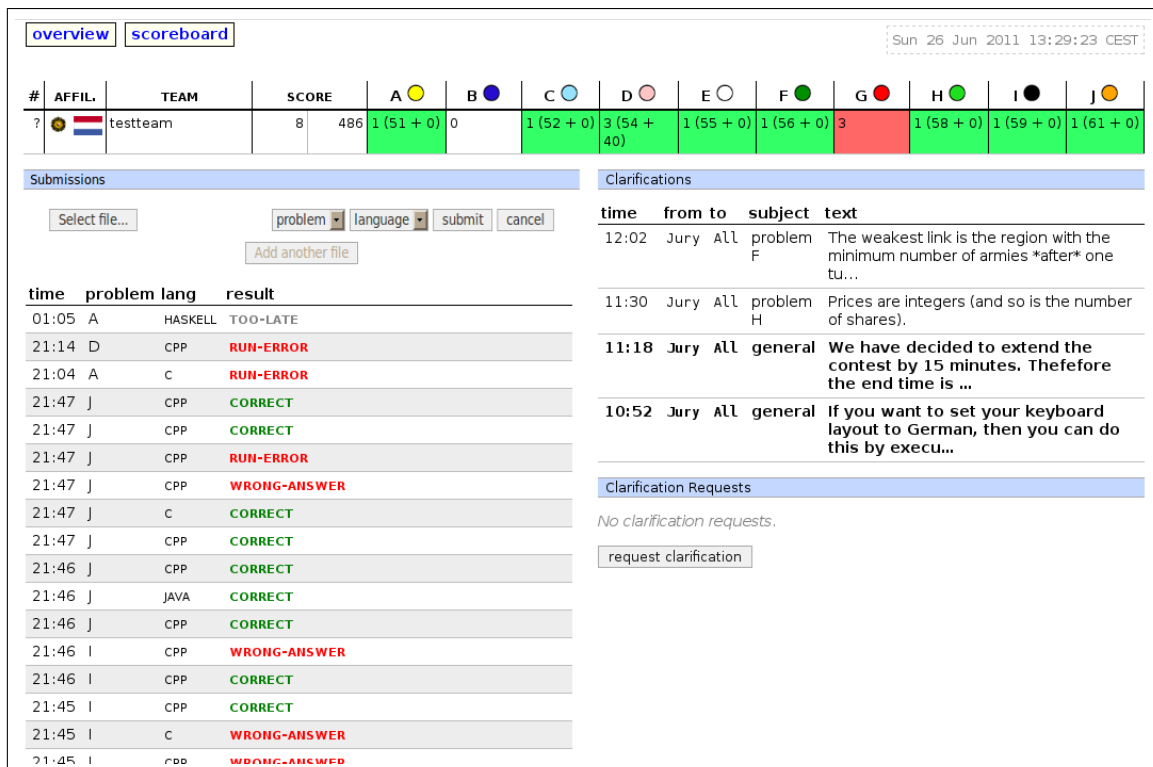 overview scoreboard
Sun 26 Jun 2011 13:29:23 CEST
# AFFIL. TEAM SCORE A B C D E F G H I J
? testteam 8 486 1 (51 + 0) 0 1 (52 + 0) 3 (54 + 1 (55 + 0) 1 (56 + 0) 3 1 (58 + 0) 1 (59 + 0) 1 (61 + 0)
40)
Submissions
Select file... problem language submit cancel
Add another file
time problem lang result
01:05 A HASKELL TOO-LATE
21:14 D CPP RUN-ERROR
21:04 A C RUN-ERROR
21:47 J CPP CORRECT
21:47 J CPP CORRECT
21:47 J CPP RUN-ERROR
21:47 J CPP WRONG-ANSWER
21:47 J C CORRECT
21:47 J CPP CORRECT
21:46 J CPP CORRECT
21:46 J JAVA CORRECT
21:46 J CPP CORRECT
21:46 I CPP WRONG-ANSWER
21:46 I CPP CORRECT
21:45 I CPP CORRECT
21:45 I C WRONG-ANSWER
21:45 I CPP WRONG-ANSWER
Clarifications
time from to subject text
12:02 Jury All problem The weakest link is the region with the
F minimum number of armies *after* one
tu...
11:30 Jury All problem Prices are integers (and so is the number
H of shares).
11:18 Jury All general We have decided to extend the
contest by 15 minutes. Thefefore
the end time is ...
10:52 Jury All general If you want to set your keyboard
layout to German, then you can do
this by execu...
Clarification Requests
No clarification requests.
request clarification